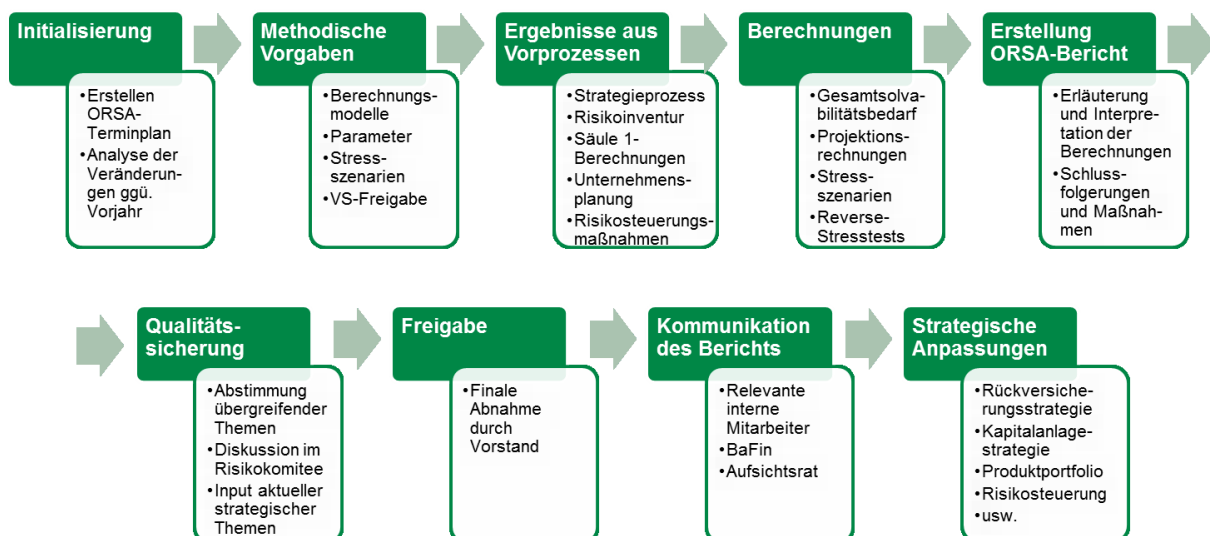 Initialisierung
•Erstellen
ORSA-
Terminplan
•Analyse der
Veränderun-
gen ggü.
Vorjahr
Methodische
Vorgaben
•Berechnungs-
modelle
•Parameter
•Stress-
szenarien
•VS-Freigabe
Ergebnisse aus
Vorprozessen
•Strategieprozess
•Risikoinventur
•Säule 1-
Berechnungen
•Unternehmens-
planung
•Risikosteuerungs-
maßnahmen
Berechnungen
•Gesamtsolva-
bilitätsbedarf
•Projektions-
rechnungen
•Stress-
szenarien
•Reverse-
Stresstests
Erstellung
ORSA-Bericht
•Erläuterung
und Interpre-
tation der
Berechnungen
•Schluss-
folgerungen
und Maßnah-
men
Qualitäts-
sicherung
•Abstimmung
übergreifender
Themen
•Diskussion im
Risikokomitee
•Input aktueller
strategischer
Themen
Freigabe
•Finale
Abnahme
durch
Vorstand
Kommunikation
des Berichts
•Relevante
interne
Mitarbeiter
•BaFin
•Aufsichtsrat
Strategische
Anpassungen
•Rückversiche-
rungsstrategie
•Kapitalanlage-
strategie
•Produktportfolio
•Risikosteuerung
•usw.